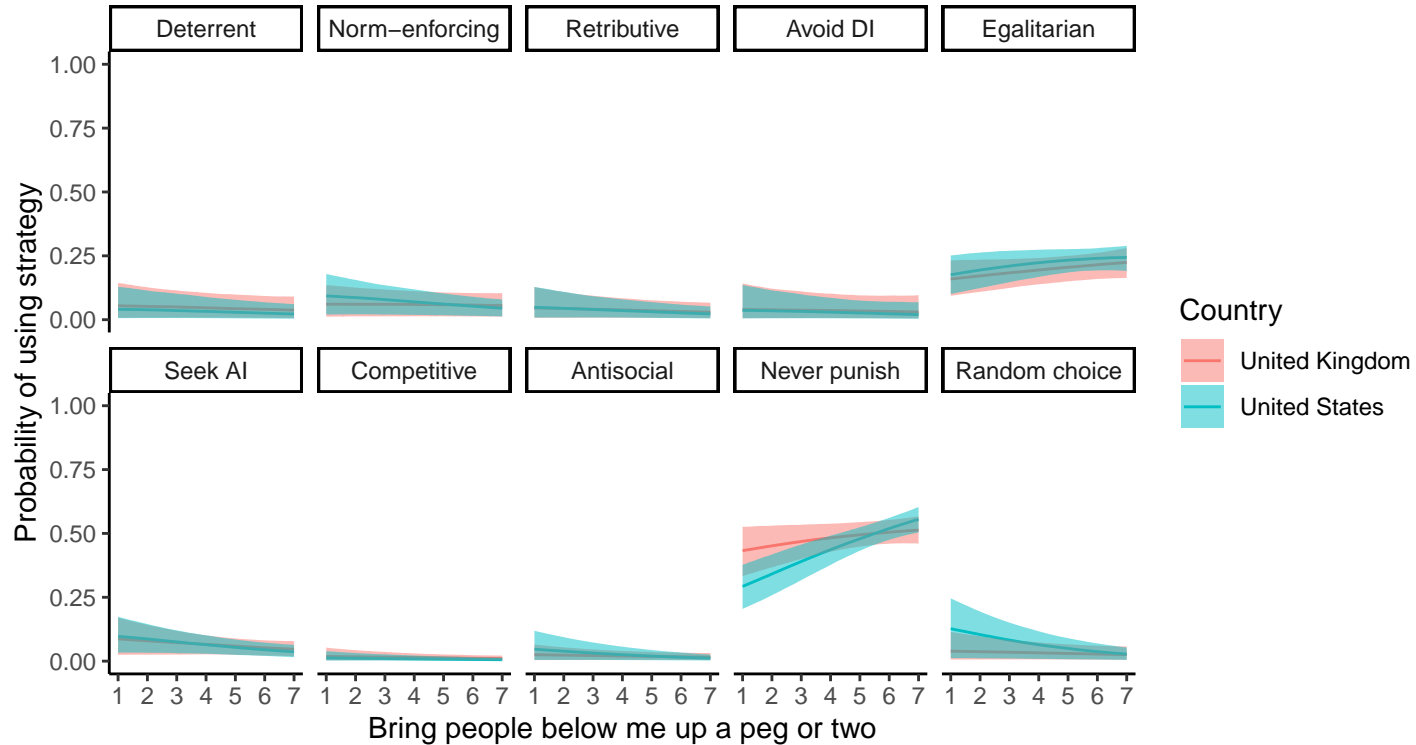 Deterrent Norm−enforcing Retributive Avoid DI Egalitarian
1.00
0.75
0.50
0.25
0.00
Seek AI Competitive Antisocial Never punish Random choice
1.00
0.75
0.50
0.25
0.00
1 2 3 4 5 6 7 1 2 3 4 5 6 7 1 2 3 4 5 6 7 1 2 3 4 5 6 7 1 2 3 4 5 6 7
Bring people below me up a peg or two
Probability of using strategy
Country
United Kingdom
United States